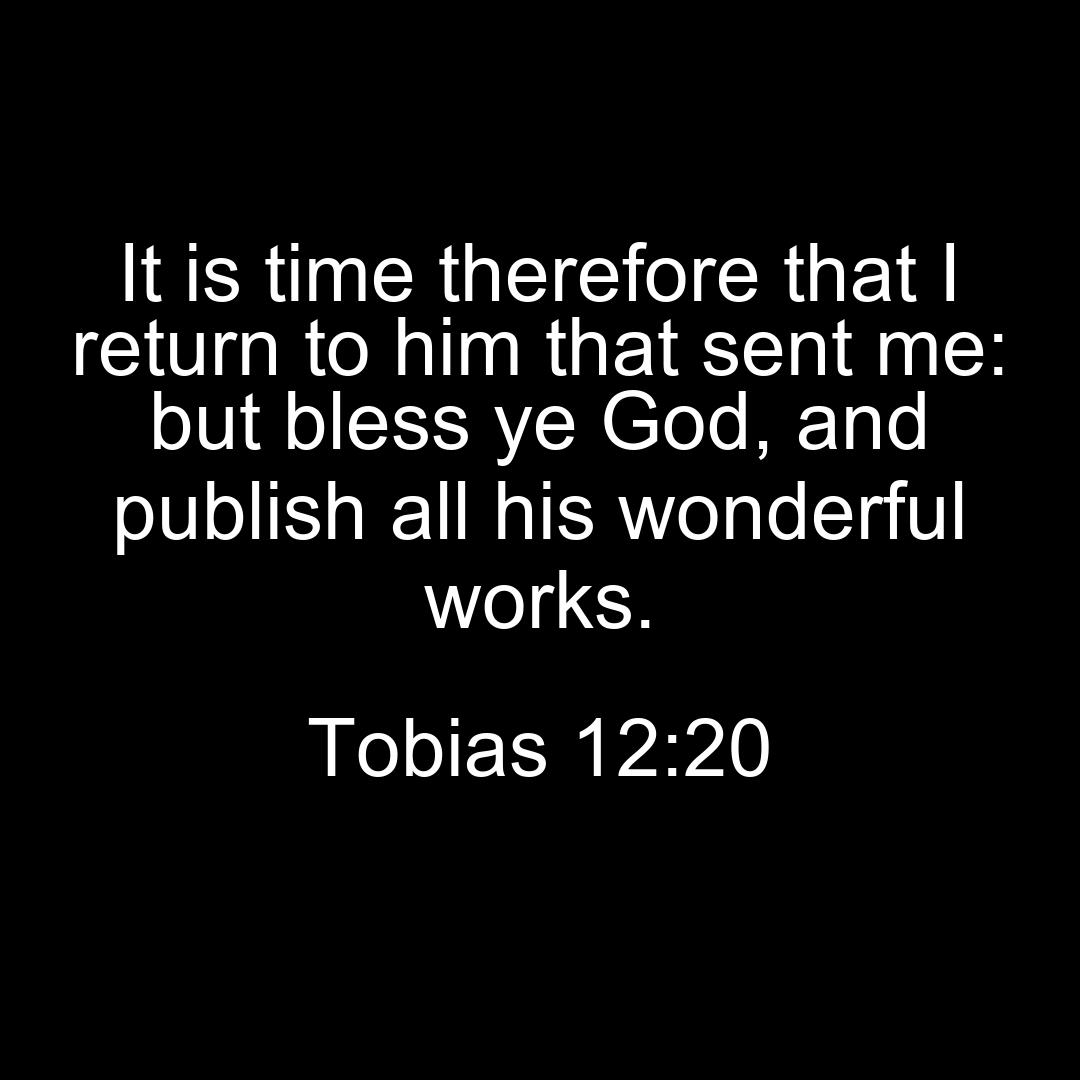 It is time therefore that I
return to him that sent me:
but bless ye God, and
publish all his wonderful
works.
Tobias 12:20